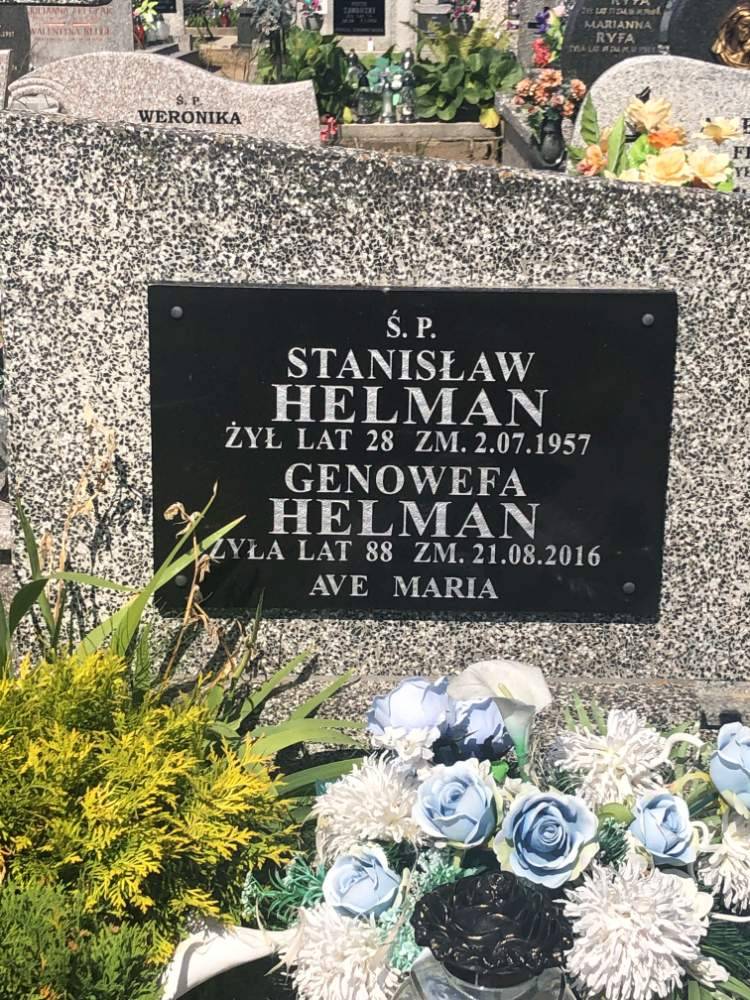 MARIANNA
RYFA
Ś. P.
WERONIKA
Ś. P.
STANISŁAW
HELMAN
ŻYŁ LAT 28 ZM. 2.07.1957
GENOWEFA
HELMAN
ŻYŁA LAT 88 ZM. 21.08.2016
AVE MARIA